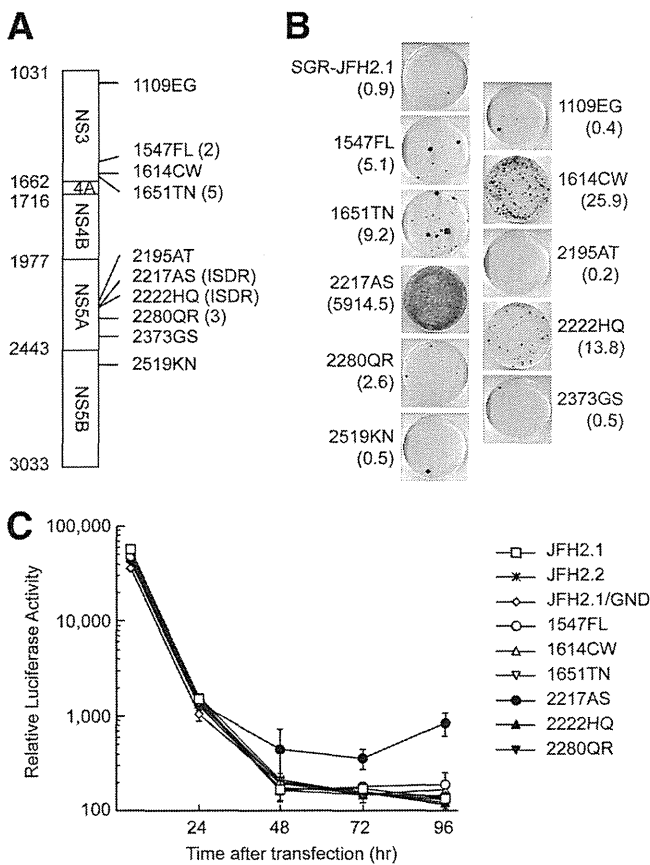 A
1031
1662
1716
1977
2443
3033
NS3
4A
NS4B
NS5A
NS5B
1109EG
1547FL (2)
1614CW
1651TN (5)
2195AT
2217AS (ISDR)
2222HQ (ISDR)
2280QR (3)
2373GS
2519KN
B
SGR-JFH2.1
(0.9)
1547FL
(5.1)
1651TN
(9.2)
2217AS
(5914.5)
2280QR
(2.6)
2519KN
(0.5)
1109EG
(0.4)
1614CW
(25.9)
2195AT
(0.2)
2222HQ
(13.8)
2373GS
(0.5)
C
Relative Luciferase Activity
100,000
10,000
1,000
100
24 48 72 96
Time after transfection (hr)
JFH2.1
JFH2.2
JFH2.1/GND
1547FL
1614CW
1651TN
2217AS
2222HQ
2280QR